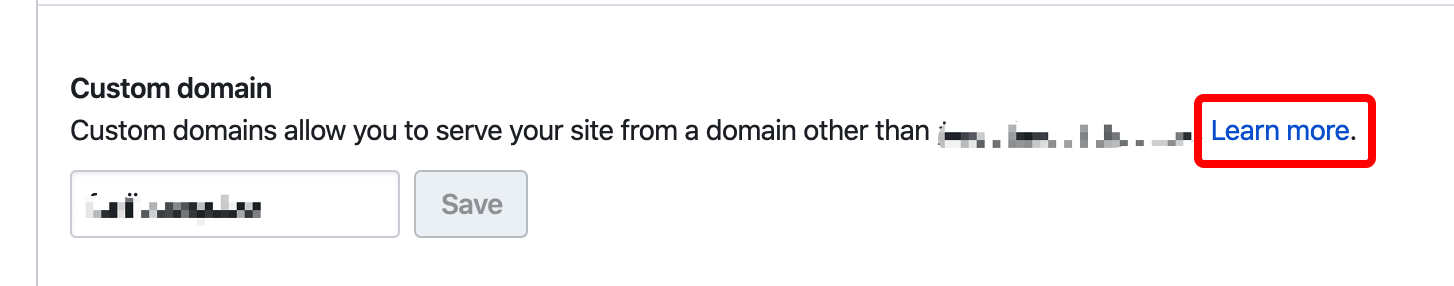 Custom domain
Custom domains allow you to serve your site from a domain other than Learn more.
Save